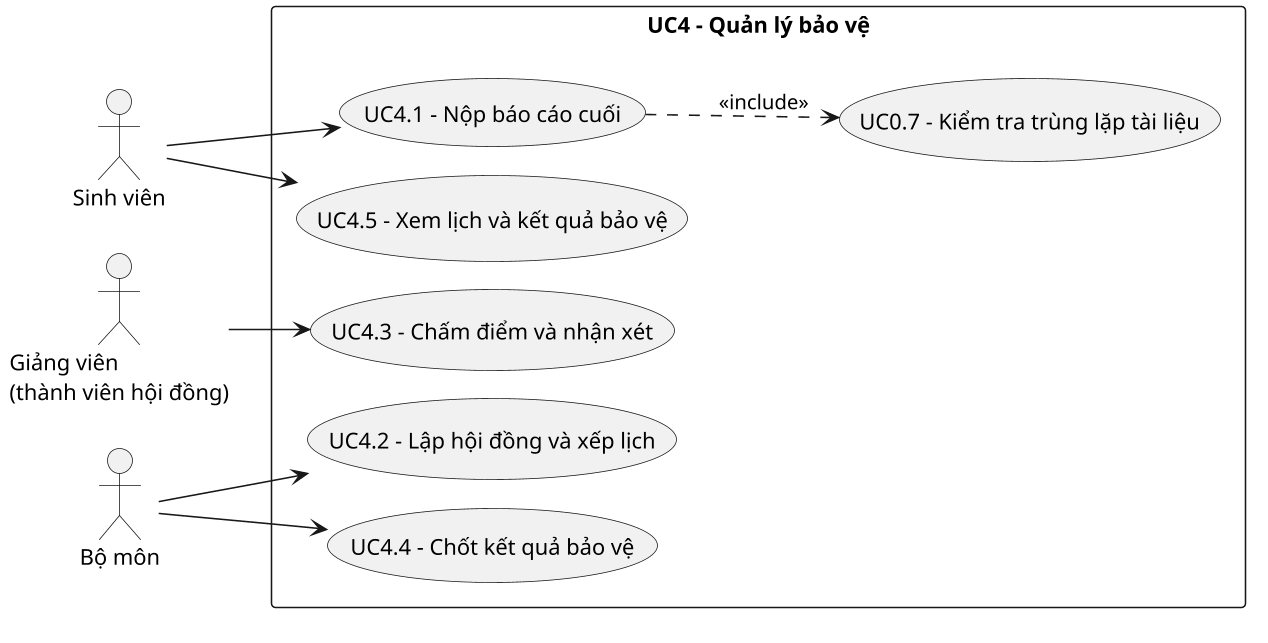 UC4 - Quản lý bảo vệ
UC4.1 - Nộp báo cáo cuối
«include»
UC0.7 - Kiểm tra trùng lặp tài liệu
Sinh viên
UC4.5 - Xem lịch và kết quả bảo vệ
UC4.3 - Chấm điểm và nhận xét
Giảng viên
(thành viên hội đồng)
UC4.2 - Lập hội đồng và xếp lịch
UC4.4 - Chốt kết quả bảo vệ
Bộ môn